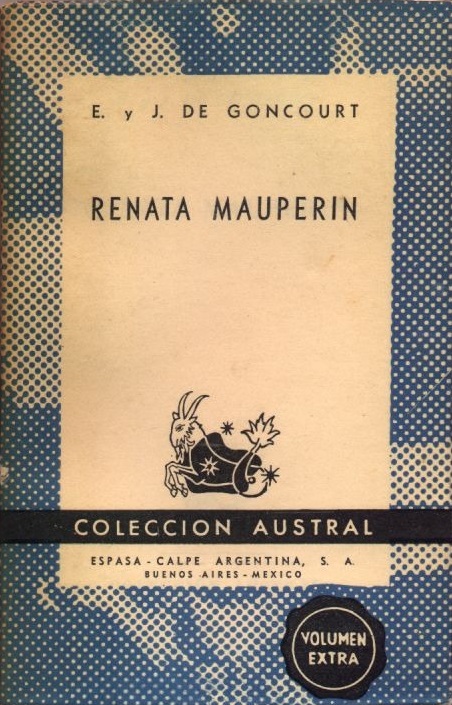 E. y J. DE GONCOURT
RENATA MAUPERIN
COLECCION AUSTRAL
ESPASA - CALPE ARGENTINA, S. A.
BUENOS AIRES - MEXICO
VOLUMEN
EXTRA